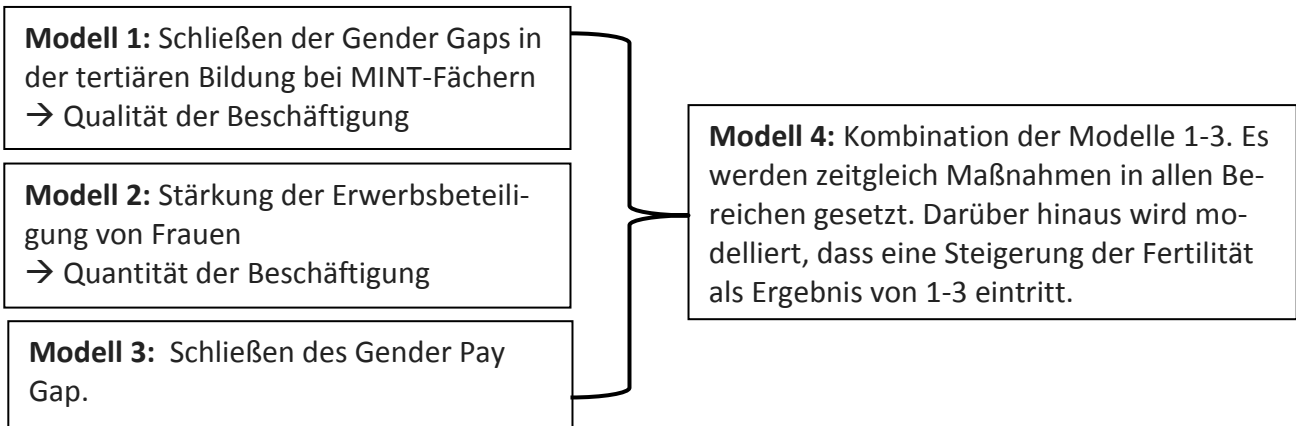 Modell 1: Schließen der Gender Gaps in
der tertiären Bildung bei MINT-Fächern
→ Qualität der Beschäftigung
Modell 2: Stärkung der Erwerbsbeteili-
gung von Frauen
→ Quantität der Beschäftigung
Modell 3: Schließen des Gender Pay
Gap.
Modell 4: Kombination der Modelle 1-3. Es
werden zeitgleich Maßnahmen in allen Be-
reichen gesetzt. Darüber hinaus wird mo-
delliert, dass eine Steigerung der Fertilität
als Ergebnis von 1-3 eintritt.